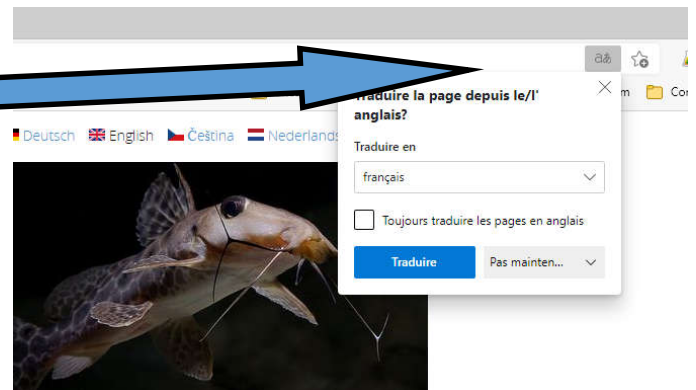 m Cor
Traduire la page depuis le/l'
anglais?
Deutsch English Čeština Nederlands
Traduire en
français
Toujours traduire les pages en anglais
Traduire Pas mainten...